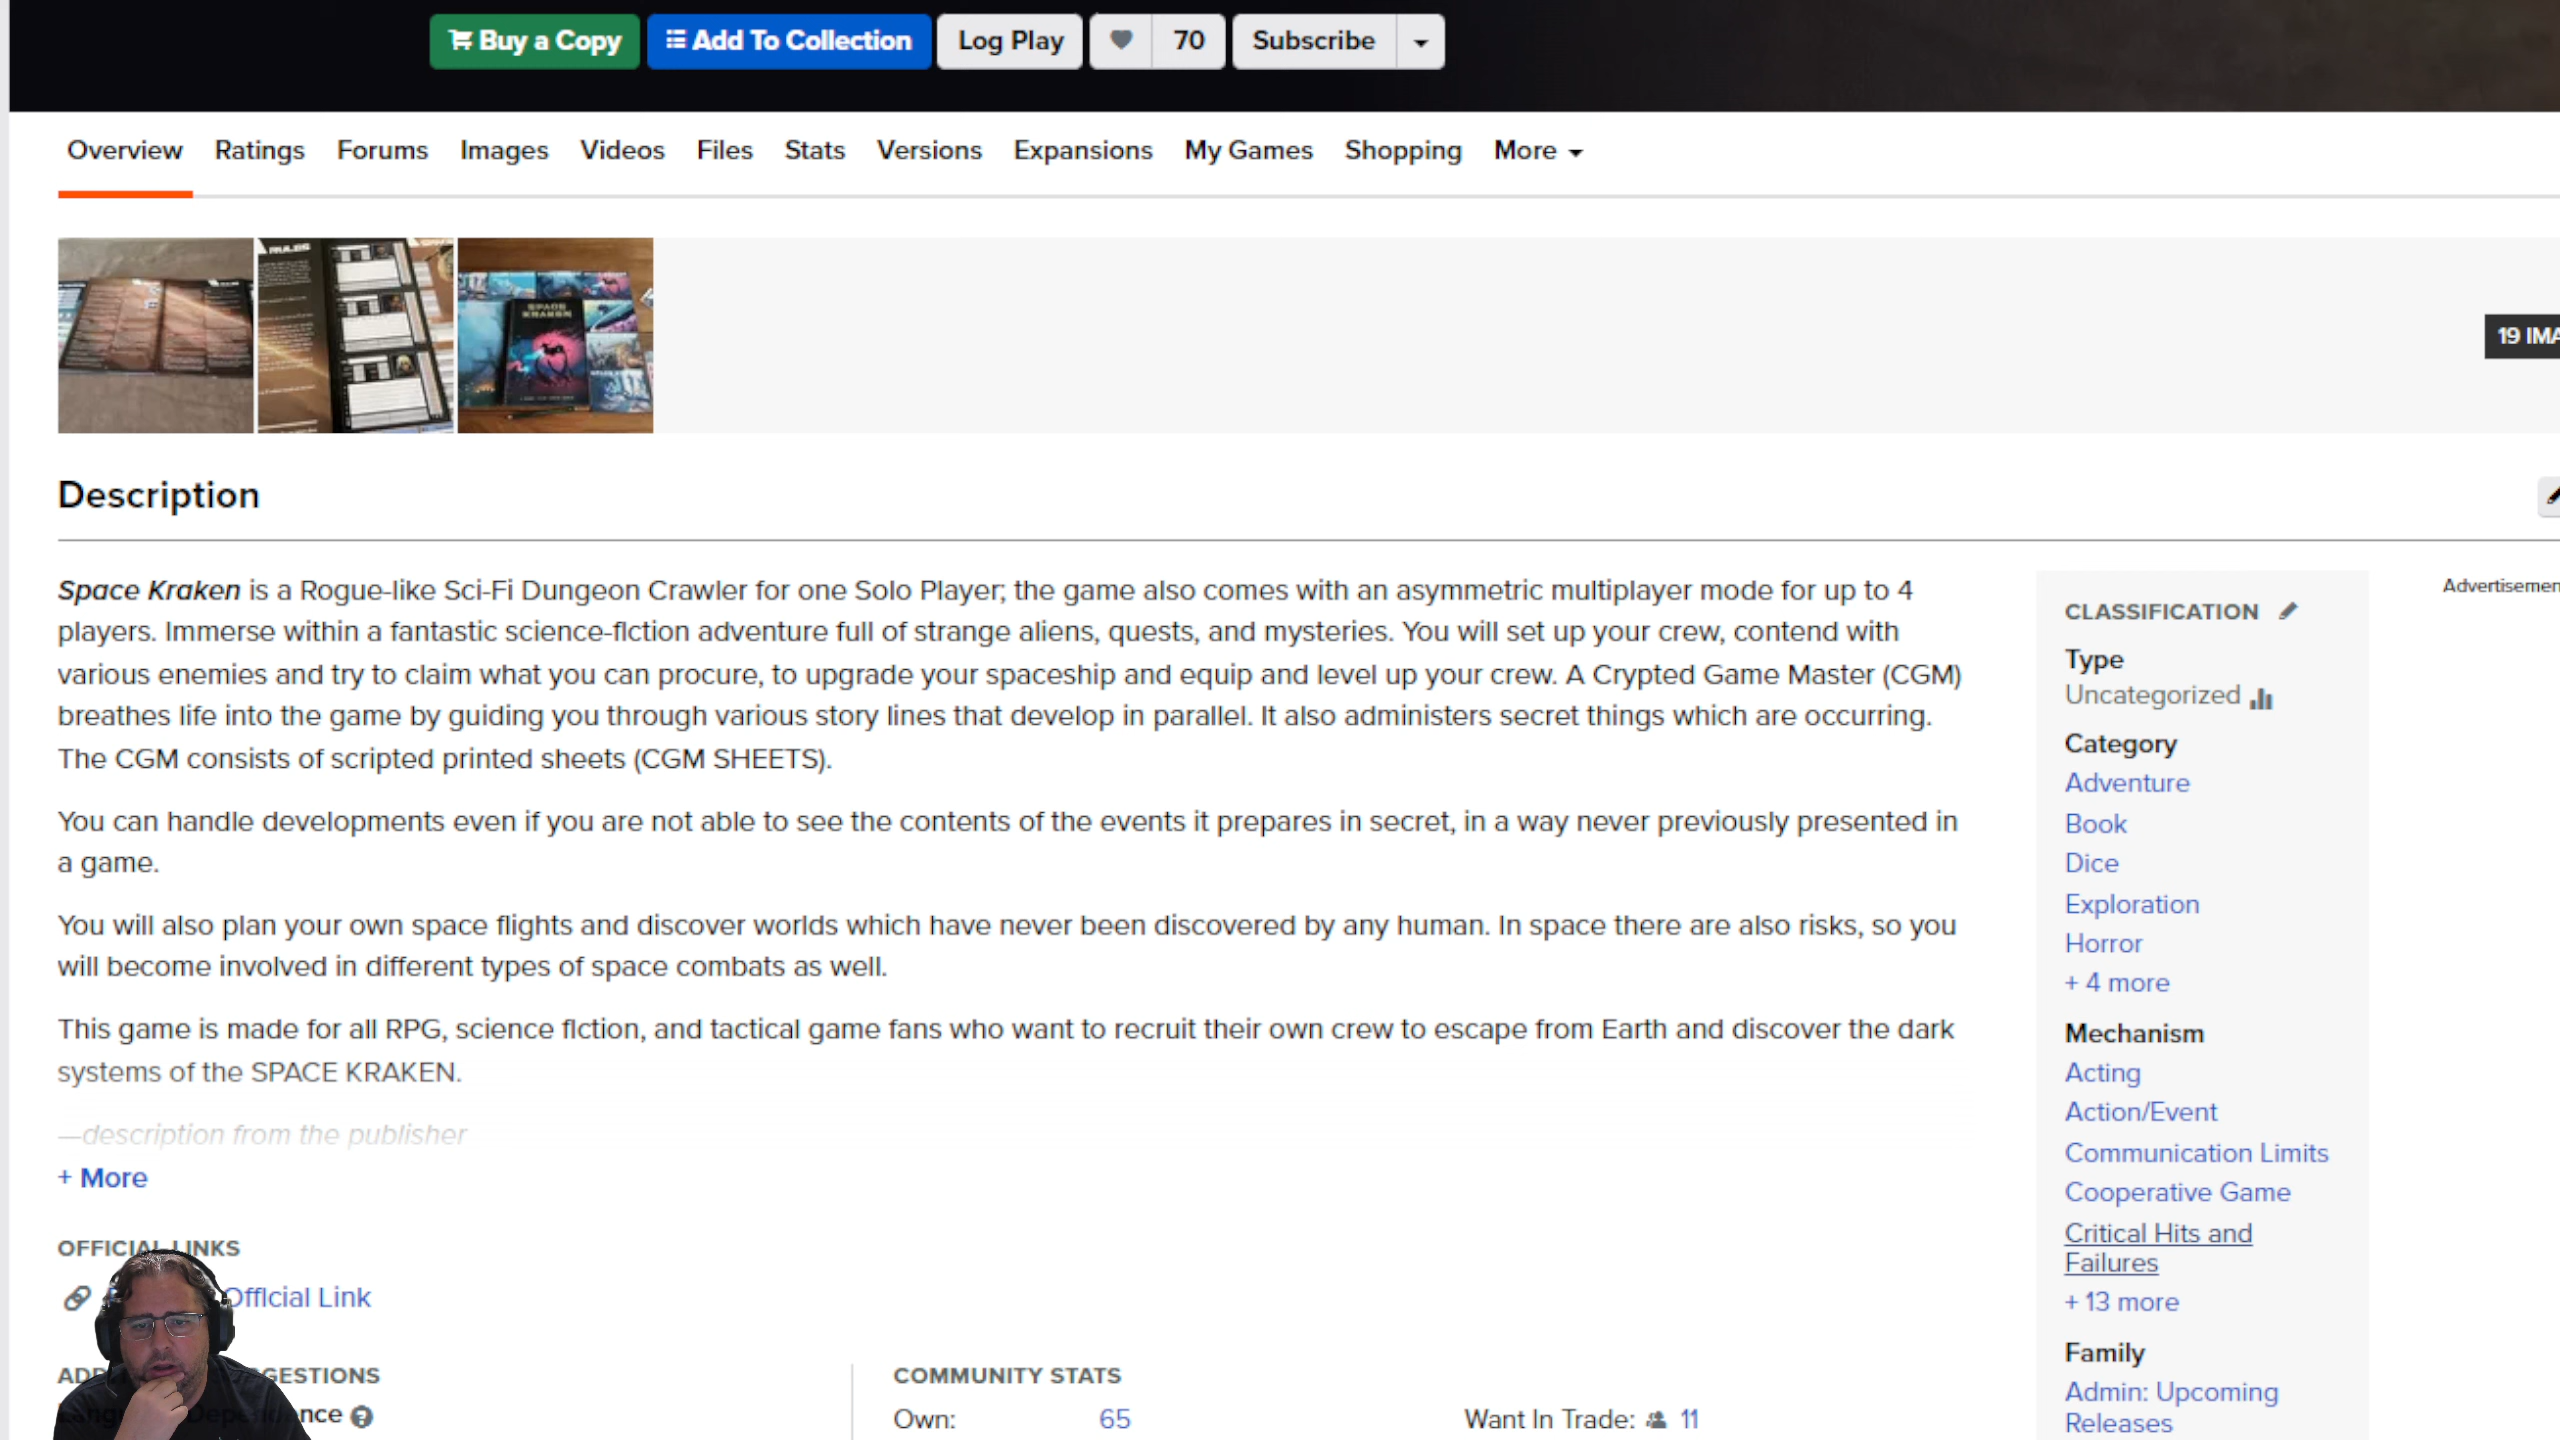 Buy a Copy Add To Collection Log Play 70 Subscribe
Overview Ratings Forums Images Videos Files Stats Versions Expansions My Games Shopping More
RULES
SPACE
KRAKEN
19 IMA
Description
Space Kraken is a Rogue-like Sci-Fi Dungeon Crawler for one Solo Player; the game also comes with an asymmetric multiplayer mode for up to 4
players. Immerse within a fantastic science-fiction adventure full of strange aliens, quests, and mysteries. You will set up your crew, contend with
various enemies and try to claim what you can procure, to upgrade your spaceship and equip and level up your crew. A Crypted Game Master (CGM)
breathes life into the game by guiding you through various story lines that develop in parallel. It also administers secret things which are occurring.
The CGM consists of scripted printed sheets (CGM SHEETS).
You can handle developments even if you are not able to see the contents of the events it prepares in secret, in a way never previously presented in
a game.
You will also plan your own space flights and discover worlds which have never been discovered by any human. In space there are also risks, so you
will become involved in different types of space combats as well.
This game is made for all RPG, science fiction, and tactical game fans who want to recruit their own crew to escape from Earth and discover the dark
systems of the SPACE KRAKEN.
—description from the publisher
+ More
OFFICIAL LINKS
Official Link
GESTIONS
nce
COMMUNITY STATS
Own: 65
Want In Trade: 11
CLASSIFICATION
Type
Uncategorized
Category
Adventure
Book
Dice
Exploration
Horror
+ 4 more
Mechanism
Acting
Action/Event
Communication Limits
Cooperative Game
Critical Hits and
Failures
+ 13 more
Family
Admin: Upcoming
Releases
Advertisemen